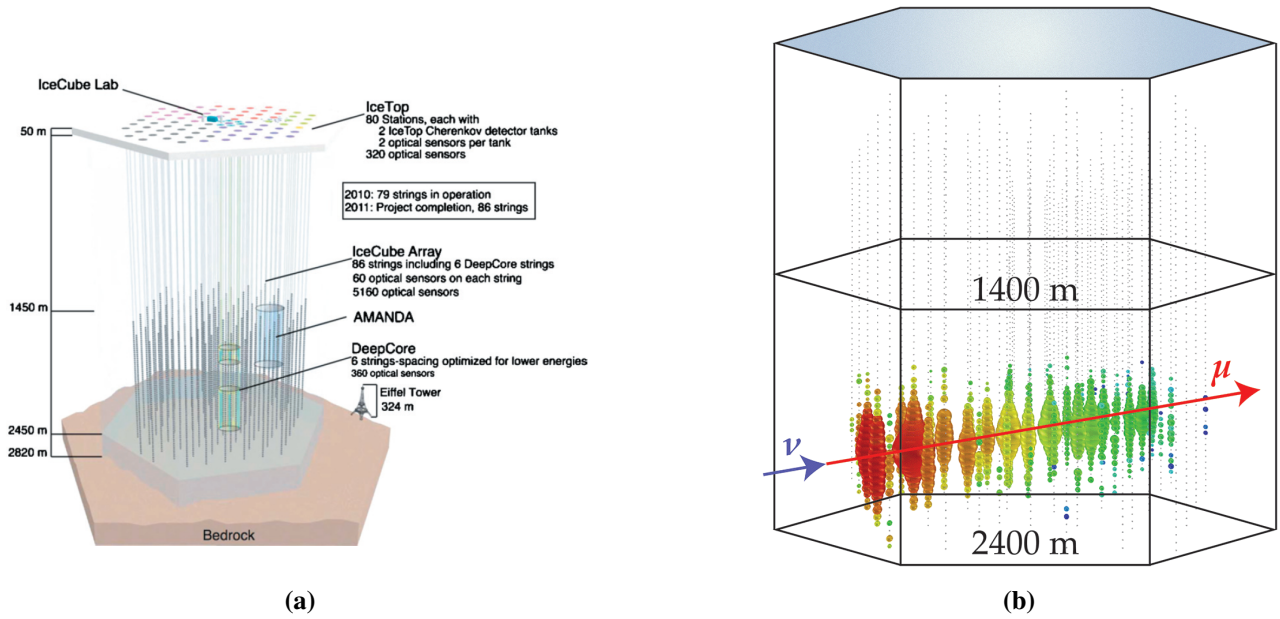 IceCube Lab
50 m
IceTop
80 Stations, each with
2 IceTop Cherenkov detector tanks
2 optical sensors per tank
320 optical sensors
2010: 79 strings in operation
2011: Project completion, 86 strings
IceCube Array
86 strings including 6 DeepCore strings
60 optical sensors on each string
5160 optical sensors
1450 m
AMANDA
DeepCore
6 strings-spacing optimized for lower energies
360 optical sensors
Eiffel Tower
324 m
2450 m
2820 m
Bedrock
(a)
1400 m
μ
ν
2400 m
(b)